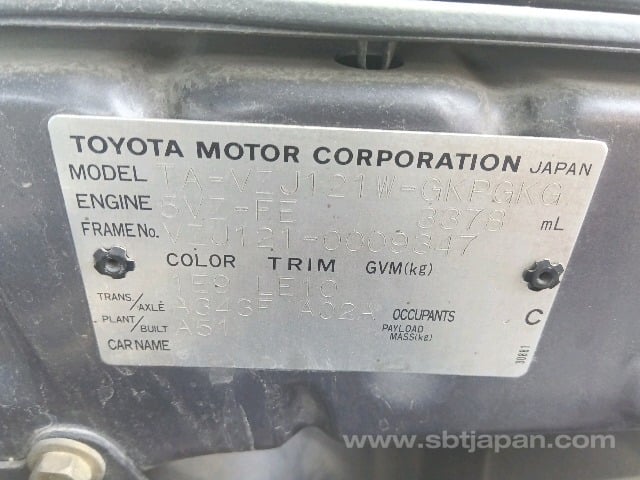 TOYOTA MOTOR CORPORATION JAPAN
MODEL TA-VZJ121W-GKPGKG
ENGINE 5VZ-FE 3378 mL
FRAME No. VZJ121-0009347
COLOR TRIM GVM(kg)
1E9 LE10
TRANS./AXLE A343F A02A OCCUPANTS C
PLANT/BUILT A51 PAYLOAD MASS(kg)
CAR NAME
30881
www.sbtjapan.com